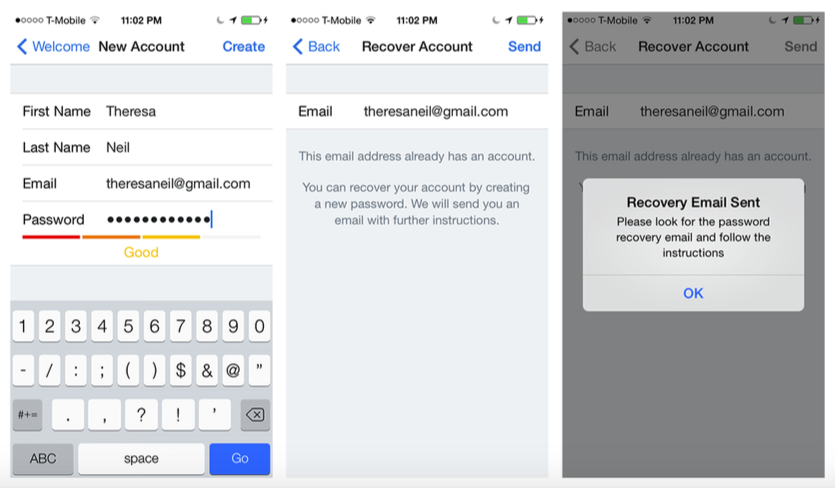 T-Mobile 11:02 PM
Welcome New Account Create
First Name Theresa
Last Name Neil
Email theresaneil@gmail.com
Password ••••••••••••
Good
1 2 3 4 5 6 7 8 9 0
- / : ; ( ) $ & @ "
#+= . , ? ! ’
ABC space Go
T-Mobile 11:02 PM
Back Recover Account Send
Email theresaneil@gmail.com
This email address already has an account.
You can recover your account by creating
a new password. We will send you an
email with further instructions.
T-Mobile 11:02 PM
Back Recover Account Send
Email theresaneil@gmail.com
This email address already has an account.
Recovery Email Sent
Please look for the password
recovery email and follow the
instructions
OK